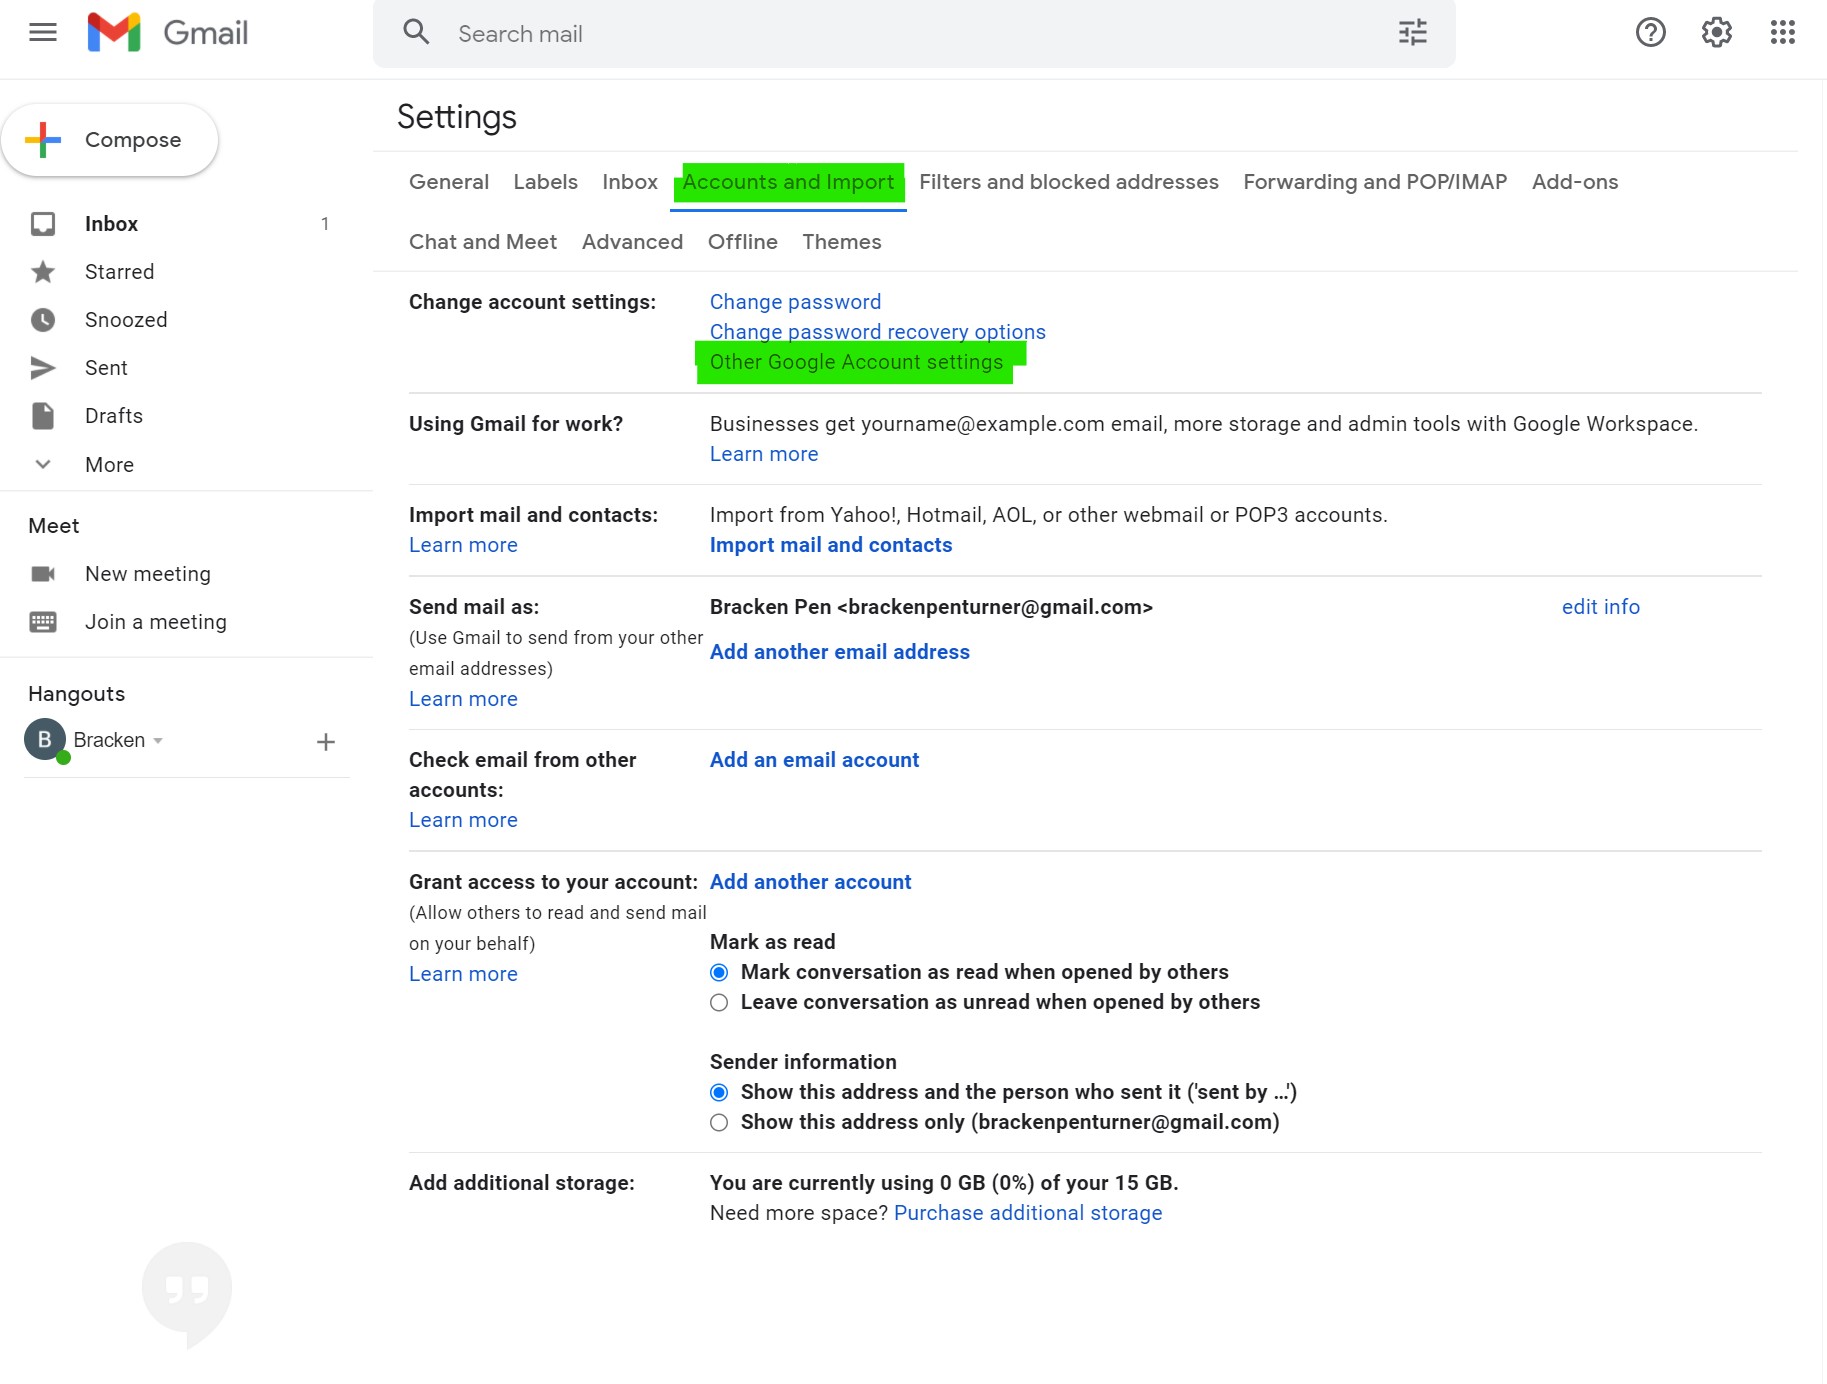 Gmail
Search mail
Compose
Inbox 1
Starred
Snoozed
Sent
Drafts
More
Meet
New meeting
Join a meeting
Hangouts
B Bracken
Settings
General Labels Inbox Accounts and Import Filters and blocked addresses Forwarding and POP/IMAP Add-ons
Chat and Meet Advanced Offline Themes
Change account settings: Change password
Change password recovery options
Other Google Account settings
Using Gmail for work? Businesses get yourname@example.com email, more storage and admin tools with Google Workspace.
Learn more
Import mail and contacts: Import from Yahoo!, Hotmail, AOL, or other webmail or POP3 accounts.
Learn more Import mail and contacts
Send mail as: Bracken Pen <brackenpenturner@gmail.com> edit info
(Use Gmail to send from your other
email addresses) Add another email address
Learn more
Check email from other Add an email account
accounts:
Learn more
Grant access to your account: Add another account
(Allow others to read and send mail
on your behalf) Mark as read
Learn more Mark conversation as read when opened by others
Leave conversation as unread when opened by others
Sender information
Show this address and the person who sent it ('sent by ...')
Show this address only (brackenpenturner@gmail.com)
Add additional storage: You are currently using 0 GB (0%) of your 15 GB.
Need more space? Purchase additional storage